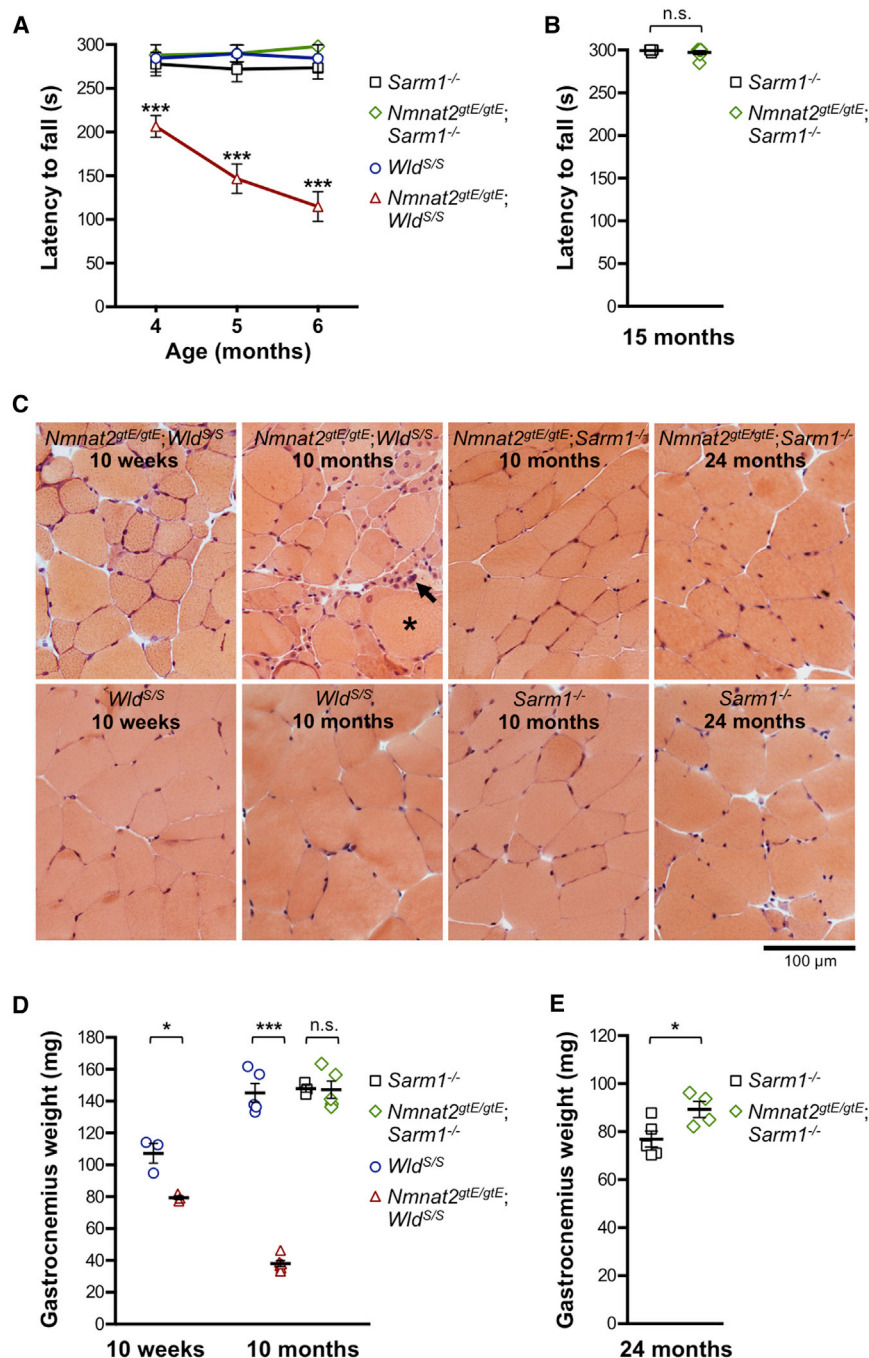 A
Latency to fall (s)
300
250
200
150
100
50
0
***
***
***
4
5
6
Age (months)
Sarm1-/-
Nmnat2gtE/gtE;
Sarm1-/-
WldS/S
Nmnat2gtE/gtE;
WldS/S
B
n.s.
Latency to fall (s)
300
250
200
150
100
50
0
15 months
Sarm1-/-
Nmnat2gtE/gtE;
Sarm1-/-
C
Nmnat2gtE/gtE;WldS/S
10 weeks
Nmnat2gtE/gtE;WldS/S
10 months
*
Nmnat2gtE/gtE;Sarm1-/-
10 months
Nmnat2gtE/gtE;Sarm1-/-
24 months
WldS/S
10 weeks
WldS/S
10 months
Sarm1-/-
10 months
Sarm1-/-
24 months
100 µm
D
Gastrocnemius weight (mg)
180
160
140
120
100
80
60
40
20
0
*
***
n.s.
10 weeks
10 months
Sarm1-/-
Nmnat2gtE/gtE;
Sarm1-/-
WldS/S
Nmnat2gtE/gtE;
WldS/S
E
Gastrocnemius weight (mg)
120
100
80
60
40
20
0
*
24 months
Sarm1-/-
Nmnat2gtE/gtE;
Sarm1-/-